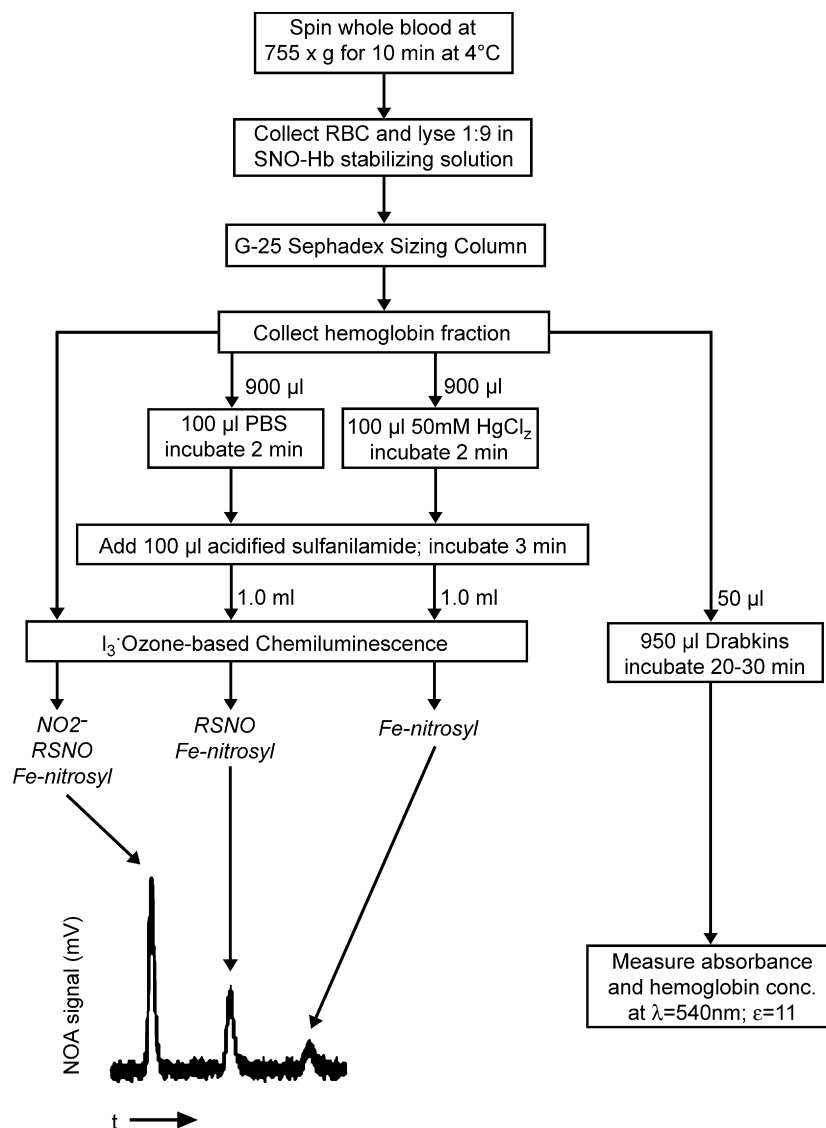 Spin whole blood at
755 x g for 10 min at 4°C
Collect RBC and lyse 1:9 in
SNO-Hb stabilizing solution
G-25 Sephadex Sizing Column
Collect hemoglobin fraction
900 µl
900 µl
100 µl PBS
incubate 2 min
100 µl 50mM HgCl₂
incubate 2 min
Add 100 µl acidified sulfanilamide; incubate 3 min
1.0 ml
1.0 ml
50 µl
I₃⁻Ozone-based Chemiluminescence
950 µl Drabkins
incubate 20-30 min
NO2⁻
RSNO
Fe-nitrosyl
RSNO
Fe-nitrosyl
Fe-nitrosyl
NOA signal (mV)
t
Measure absorbance
and hemoglobin conc.
at λ=540nm; ε=11